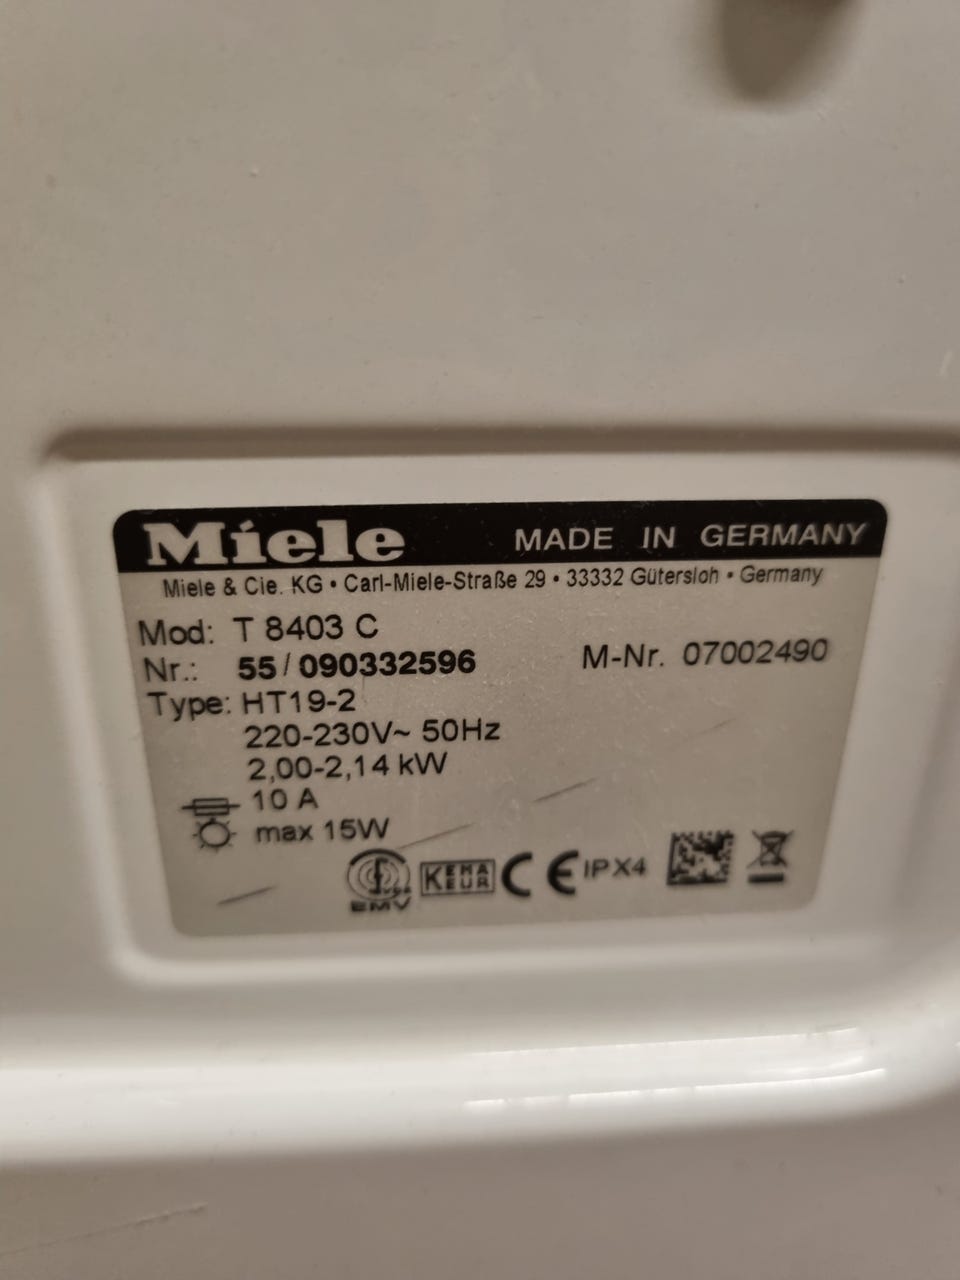 Miele MADE IN GERMANY
Miele & Cie. KG • Carl-Miele-Straße 29 • 33332 Gütersloh • Germany
Mod: T 8403 C
Nr.: 55/090332596 M-Nr. 07002490
Type: HT19-2
220-230V~ 50Hz
2,00-2,14 kW
10 A
max 15W
KEMA KEUR CE IPX4
EMV